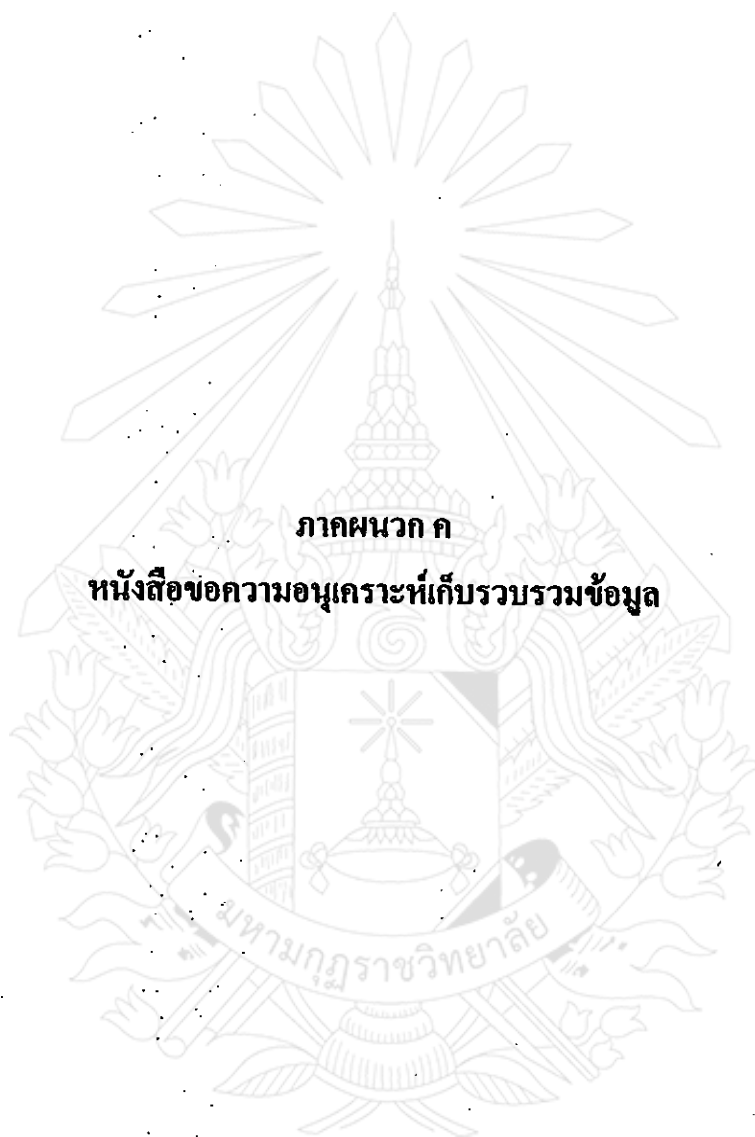 ภาคผนวก ค
หนังสือขอความอนุเคราะห์เก็บรวบรวมข้อมูล
มหามกุฏราชวิทยาลัย